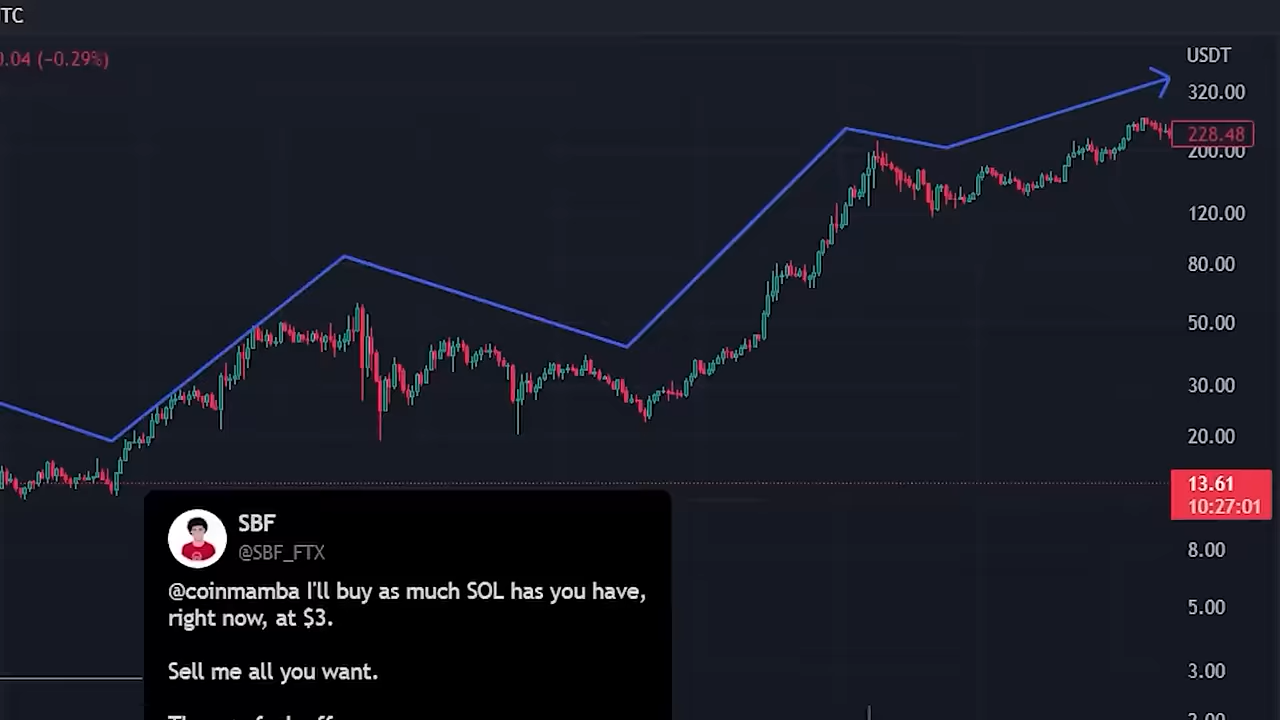 TC
0.04 (−0.29%)
USDT
320.00
228.48
200.00
120.00
80.00
50.00
30.00
20.00
13.61
10:27:01
8.00
5.00
3.00
SBF
@SBF_FTX
@coinmamba I'll buy as much SOL has you have,
right now, at $3.
Sell me all you want.